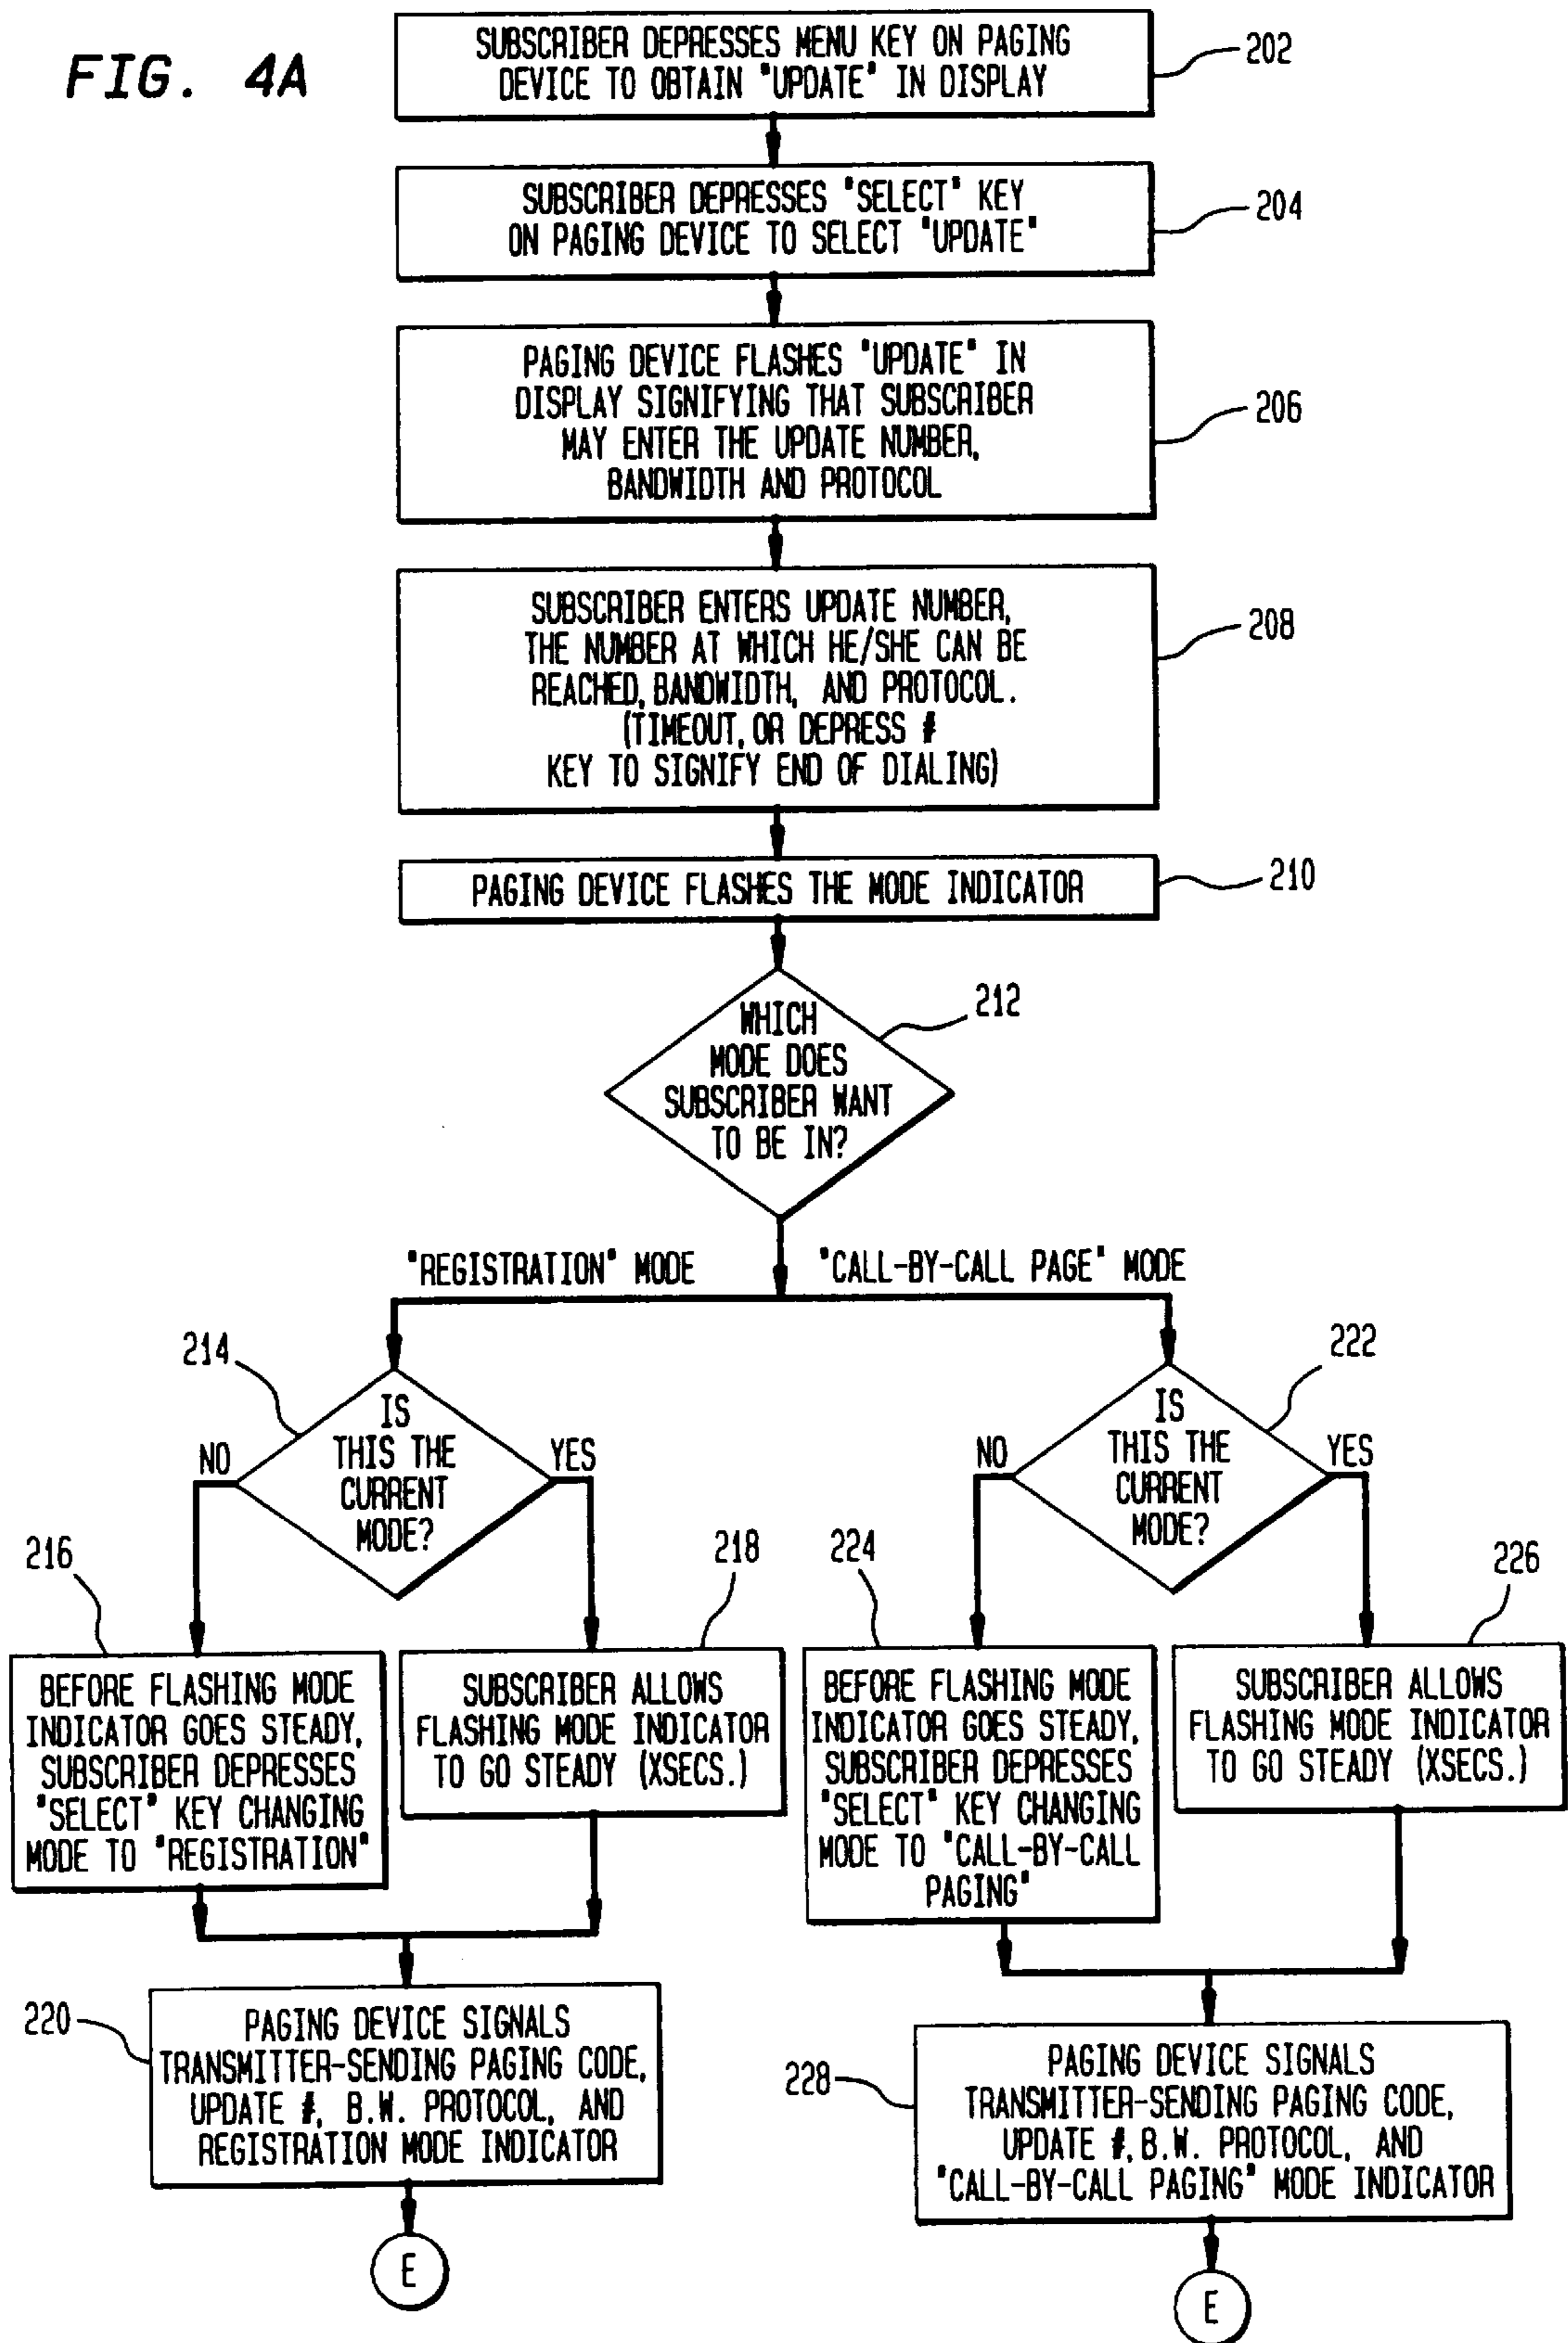 FIG. 4A
SUBSCRIBER DEPRESSES MENU KEY ON PAGING
DEVICE TO OBTAIN "UPDATE" IN DISPLAY
202
SUBSCRIBER DEPRESSES "SELECT" KEY
ON PAGING DEVICE TO SELECT "UPDATE"
204
PAGING DEVICE FLASHES "UPDATE" IN
DISPLAY SIGNIFYING THAT SUBSCRIBER
MAY ENTER THE UPDATE NUMBER,
BANDWIDTH AND PROTOCOL
206
SUBSCRIBER ENTERS UPDATE NUMBER,
THE NUMBER AT WHICH HE/SHE CAN BE
REACHED, BANDWIDTH, AND PROTOCOL.
(TIMEOUT, OR DEPRESS #
KEY TO SIGNIFY END OF DIALING)
208
PAGING DEVICE FLASHES THE MODE INDICATOR
210
WHICH
MODE DOES
SUBSCRIBER WANT
TO BE IN?
212
"REGISTRATION" MODE
"CALL-BY-CALL PAGE" MODE
214
IS
THIS THE
CURRENT
MODE?
NO
YES
222
IS
THIS THE
CURRENT
MODE?
NO
YES
216
BEFORE FLASHING MODE
INDICATOR GOES STEADY,
SUBSCRIBER DEPRESSES
"SELECT" KEY CHANGING
MODE TO "REGISTRATION"
218
SUBSCRIBER ALLOWS
FLASHING MODE INDICATOR
TO GO STEADY (XSECS.)
224
BEFORE FLASHING MODE
INDICATOR GOES STEADY,
SUBSCRIBER DEPRESSES
"SELECT" KEY CHANGING
MODE TO "CALL-BY-CALL
PAGING"
226
SUBSCRIBER ALLOWS
FLASHING MODE INDICATOR
TO GO STEADY (XSECS.)
220
PAGING DEVICE SIGNALS
TRANSMITTER-SENDING PAGING CODE,
UPDATE #, B.W. PROTOCOL, AND
REGISTRATION MODE INDICATOR
E
228
PAGING DEVICE SIGNALS
TRANSMITTER-SENDING PAGING CODE,
UPDATE #, B.W. PROTOCOL, AND
"CALL-BY-CALL PAGING" MODE INDICATOR
E